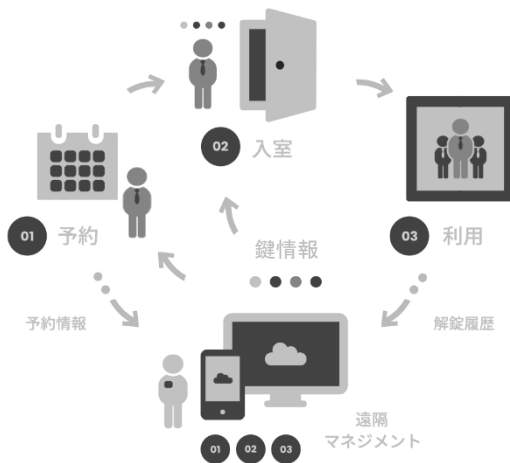 02 入室
01 予約
03 利用
鍵情報
予約情報
解錠履歴
遠隔
マネジメント
01 02 03